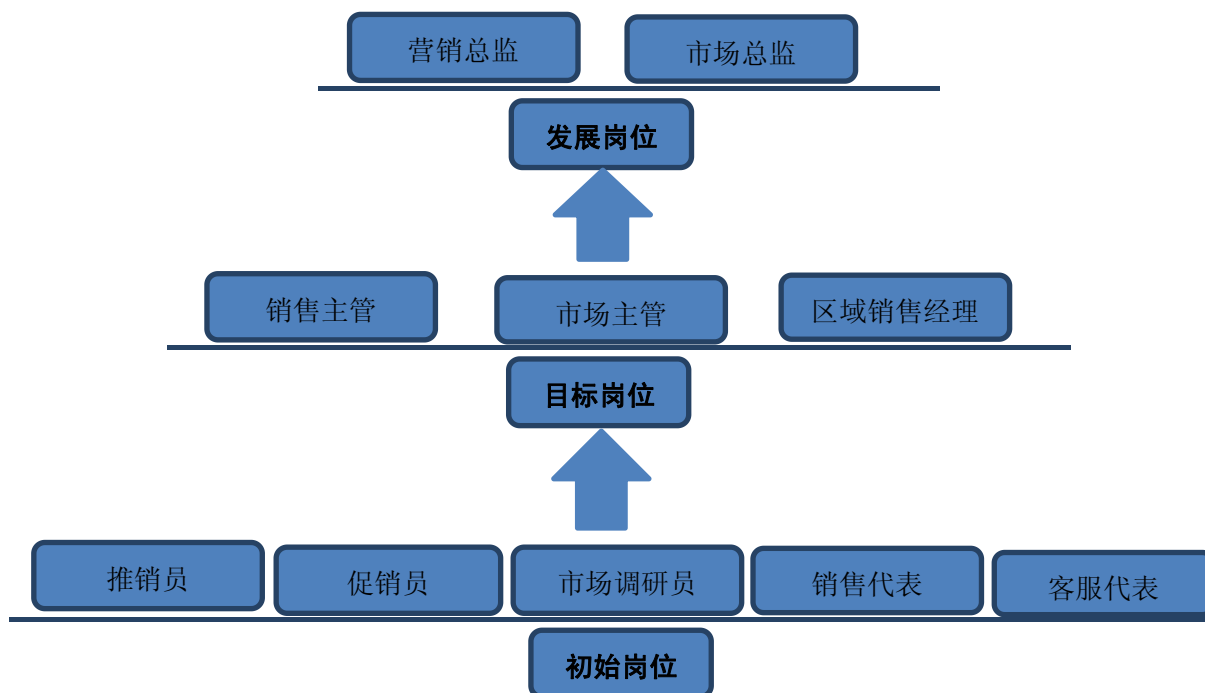 营销总监
市场总监
发展岗位
销售主管
市场主管
区域销售经理
目标岗位
推销员
促销员
市场调研员
销售代表
客服代表
初始岗位